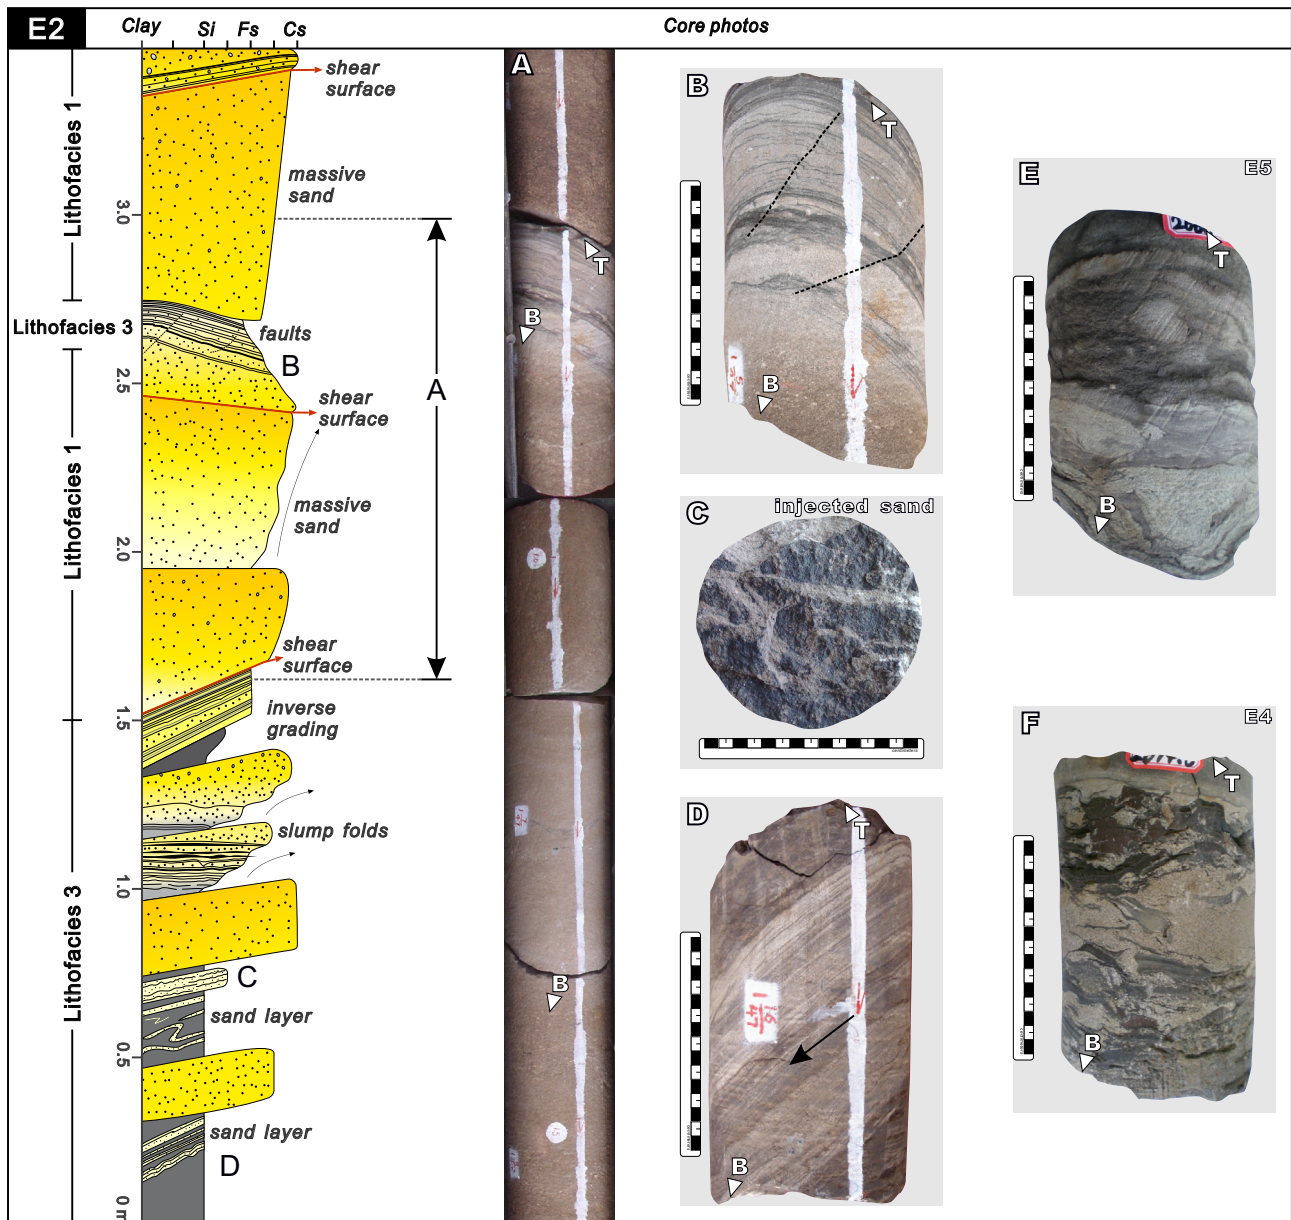 E2
Clay Si Fs Cs
Core photos
Lithofacies 1
Lithofacies 3
Lithofacies 1
Lithofacies 3
3.0
2.5
2.0
1.5
1.0
0.5
0 m
shear
surface
massive
sand
faults
B
shear
surface
massive
sand
shear
surface
inverse
grading
slump folds
C
sand layer
sand layer
D
A
A
T
B
B
B
T
B
C
injected sand
D
T
B
E
E5
T
B
F
E4
T
B